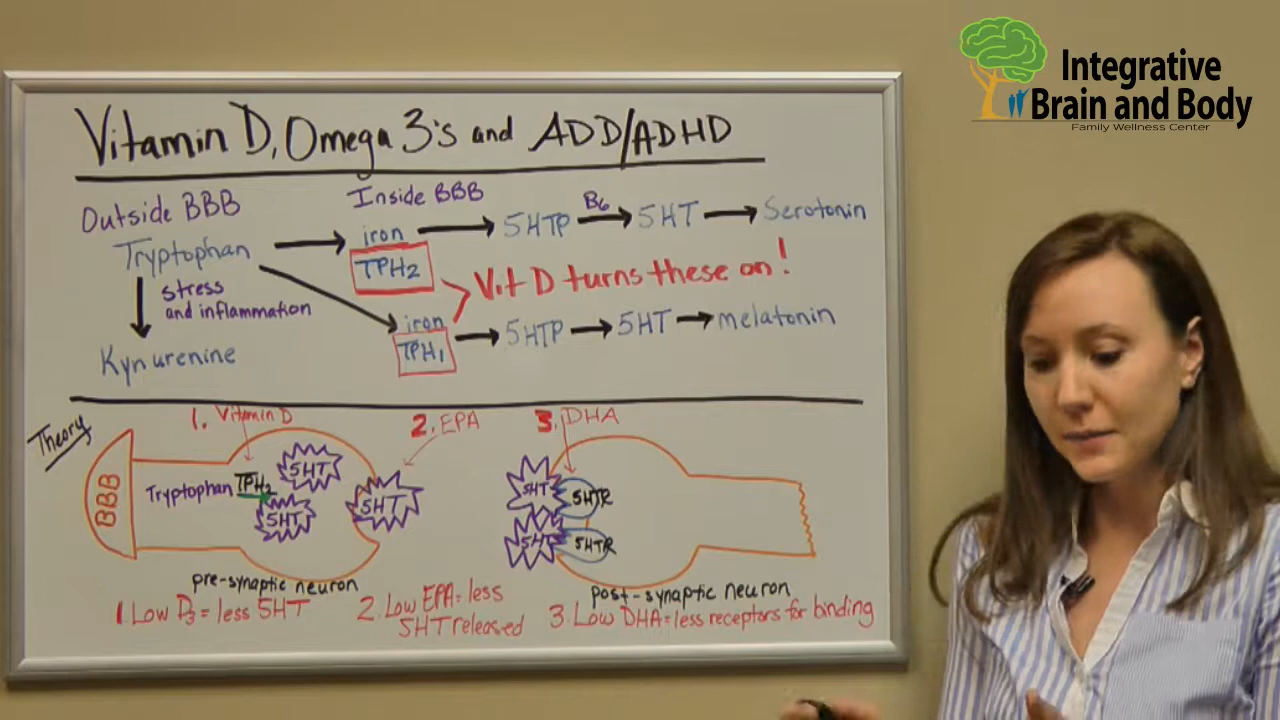 Integrative
Brain and Body
Family Wellness Center
Vitamin D, Omega 3's and ADD/ADHD
Outside BBB
Inside BBB
Tryptophan
iron
5HTP
B6
5HT
Serotonin
TPH2
stress
and inflammation
Vit D turns these on!
iron
5HTP
5HT
melatonin
TPH1
Kynurenine
Theory
1. Vitamin D
2. EPA
3. DHA
BBB
Tryptophan
TPH2
5HT
5HT
5HT
5HT
5HTR
5HT
5HTR
pre-synaptic neuron
post-synaptic neuron
1. Low D3 = less 5HT
2. Low EPA = less
5HT released
3. Low DHA = less receptors for binding